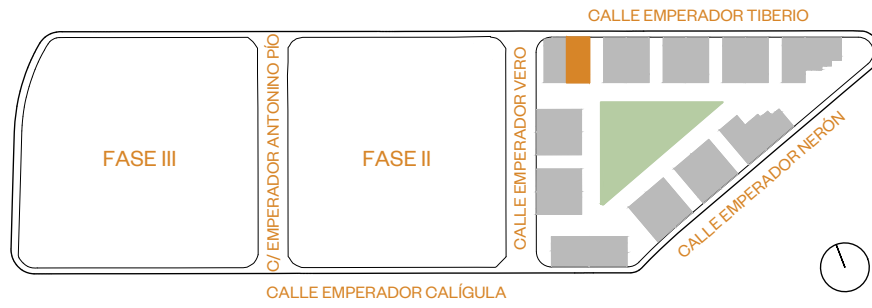 CALLE EMPERADOR TIBERIO
C/ EMPERADOR ANTONINO PÍO
CALLE EMPERADOR VERO
FASE III
FASE II
CALLE EMPERADOR NERÓN
CALLE EMPERADOR CALÍGULA